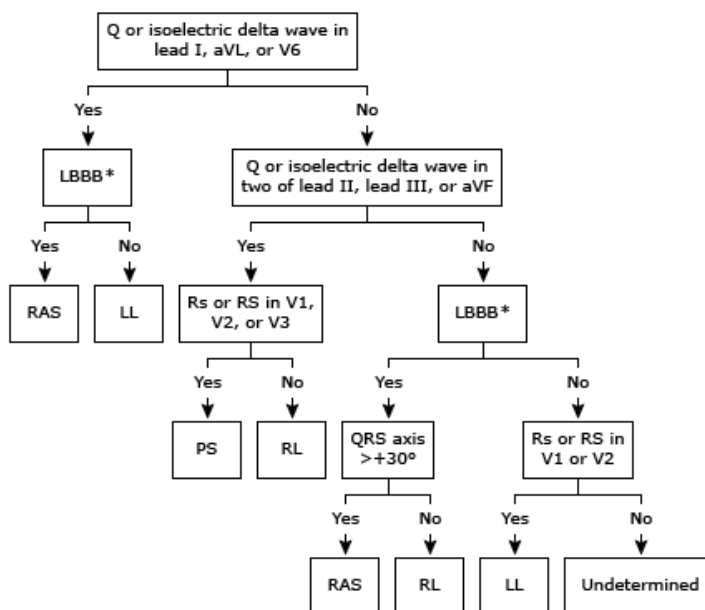 Q or isoelectric delta wave in
lead I, aVL, or V6
Yes
No
LBBB*
Q or isoelectric delta wave in
two of lead II, lead III, or aVF
Yes
No
Yes
No
RAS
LL
Rs or RS in V1,
V2, or V3
LBBB*
Yes
No
Yes
No
PS
RL
QRS axis
>+30º
Rs or RS in
V1 or V2
Yes
No
Yes
No
RAS
RL
LL
Undetermined